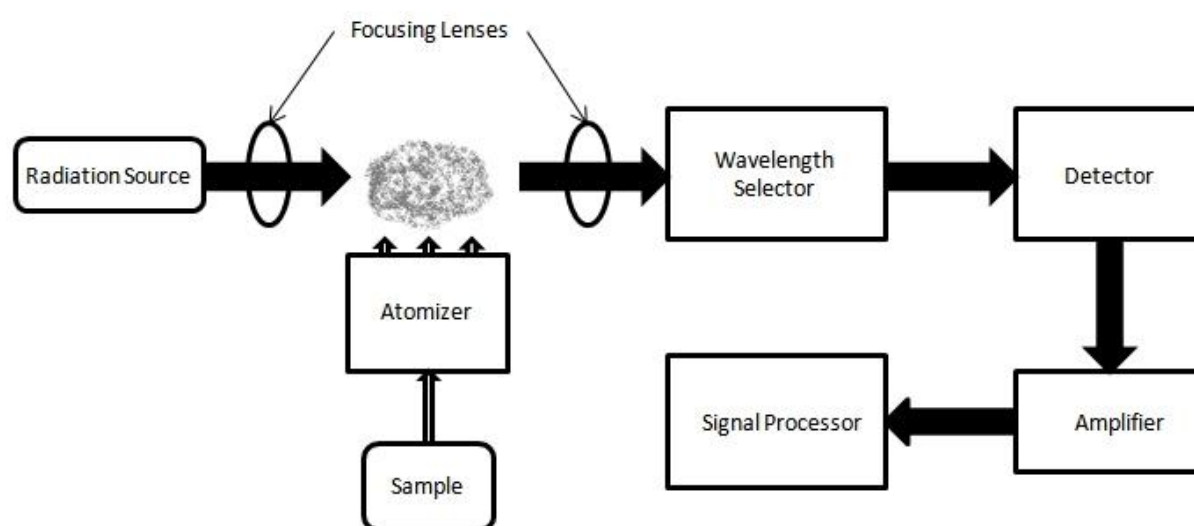 Focusing Lenses
Radiation Source
Wavelength
Selector
Detector
Atomizer
Signal Processor
Amplifier
Sample